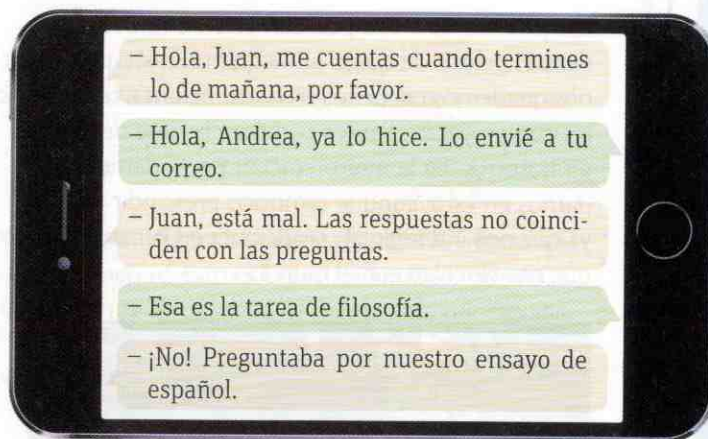 – Hola, Juan, me cuentas cuando termines
lo de mañana, por favor.
– Hola, Andrea, ya lo hice. Lo envié a tu
correo.
– Juan, está mal. Las respuestas no coinci-
den con las preguntas.
– Esa es la tarea de filosofía.
– ¡No! Preguntaba por nuestro ensayo de
español.